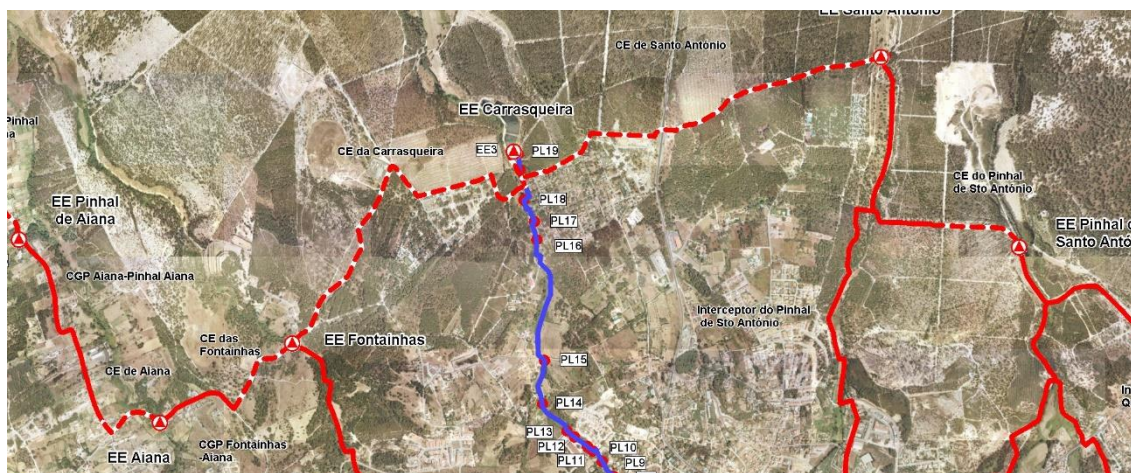 EE Santo António
CE de Santo António
EE Carrasqueira
CE da Carrasqueira
EE3
PL19
Pinhal
CE do Pinhal
de Sto António
EE Pinhal
de Aiana
PL18
PL17
PL16
EE Pinhal
Santo Antó
CGP Aiana-Pinhal Aiana
Interceptor do Pinhal
de Sto António
CE das
Fontainhas
EE Fontainhas
PL15
CE de Aiana
PL14
In
Q
PL13
PL12
PL11
PL10
PL9
CGP Fontainhas
-Aiana
EE Aiana